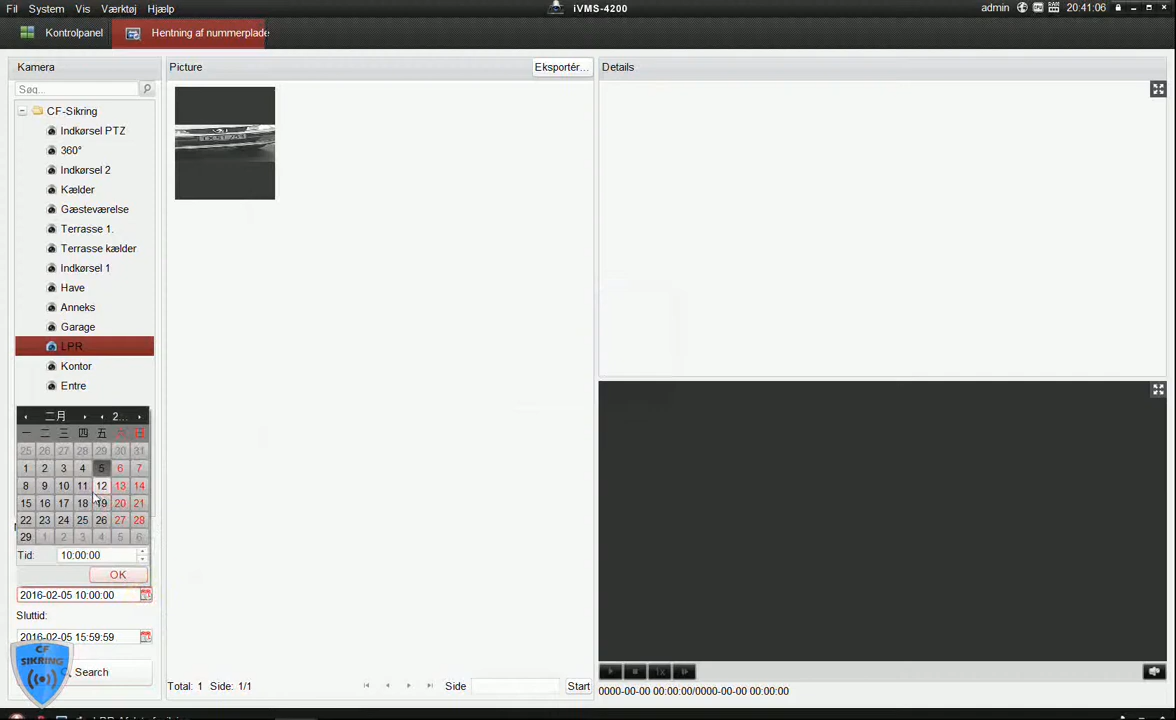 Fil System Vis Værktøj Hjælp iVMS-4200 admin 20:41:06
Kontrolpanel Hentning af nummerplade
Kamera
Søg...
CF-Sikring
Indkørsel PTZ
360°
Indkørsel 2
Kælder
Gæsteværelse
Terrasse 1.
Terrasse kælder
Indkørsel 1
Have
Anneks
Garage
LPR
Kontor
Entre
二月 2...
一 二 三 四 五 六 日
25 26 27 28 29 30 31
1 2 3 4 5 6 7
8 9 10 11 12 13 14
15 16 17 18 19 20 21
22 23 24 25 26 27 28
29 1 2 3 4 5 6
Tid: 10:00:00
OK
2016-02-05 10:00:00
Sluttid:
2016-02-05 15:59:59
Search
CF
SIKRING
Picture Eksportér...
Total: 1 Side: 1/1 Side Start
Details
1X
0000-00-00 00:00:00/0000-00-00 00:00:00